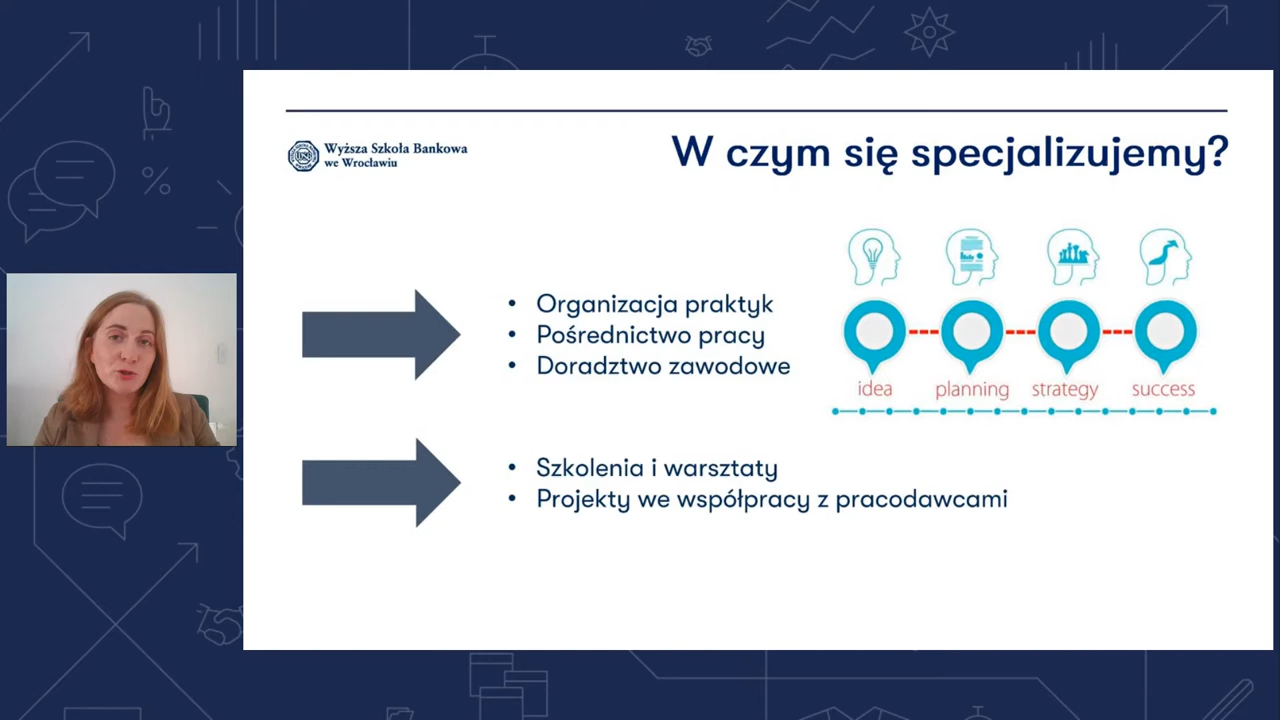 Wyższa Szkoła Bankowa
we Wrocławiu
W czym się specjalizujemy?
• Organizacja praktyk
• Pośrednictwo pracy
• Doradztwo zawodowe
idea planning strategy success
• Szkolenia i warsztaty
• Projekty we współpracy z pracodawcami